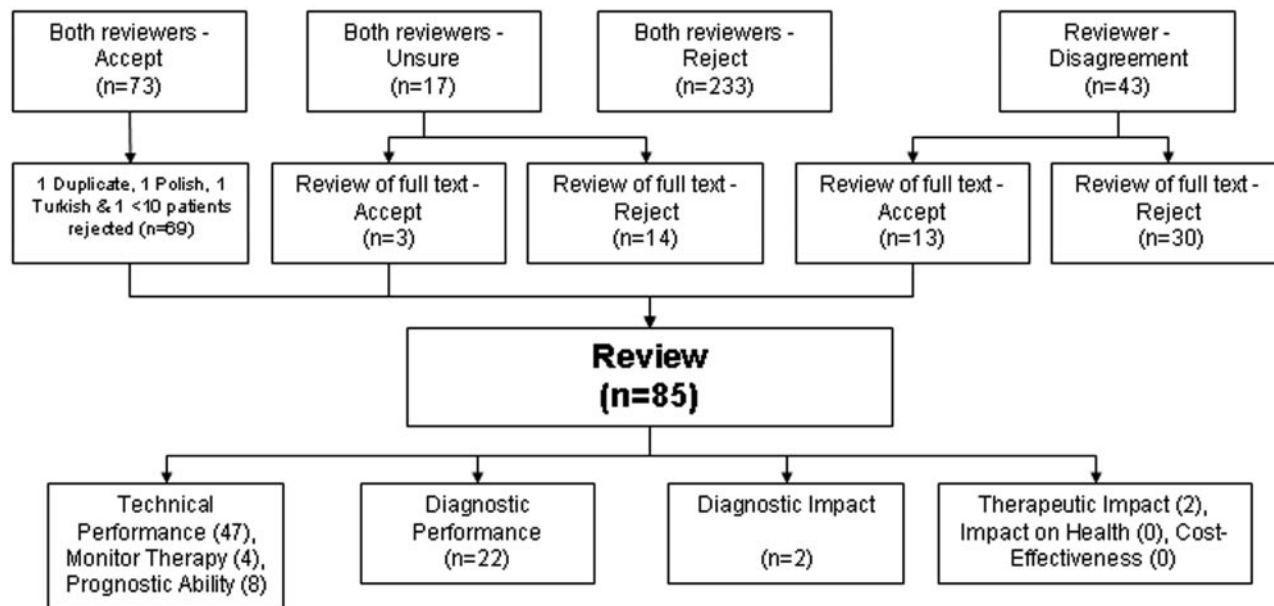 Both reviewers -
Accept
(n=73)
Both reviewers -
Unsure
(n=17)
Both reviewers -
Reject
(n=233)
Reviewer -
Disagreement
(n=43)
1 Duplicate, 1 Polish, 1
Turkish & 1 <10 patients
rejected (n=69)
Review of full text -
Accept
(n=3)
Review of full text -
Reject
(n=14)
Review of full text -
Accept
(n=13)
Review of full text -
Reject
(n=30)
Review
(n=85)
Technical
Performance (47),
Monitor Therapy (4),
Prognostic Ability (8)
Diagnostic
Performance
(n=22)
Diagnostic Impact
(n=2)
Therapeutic Impact (2),
Impact on Health (0), Cost-
Effectiveness (0)